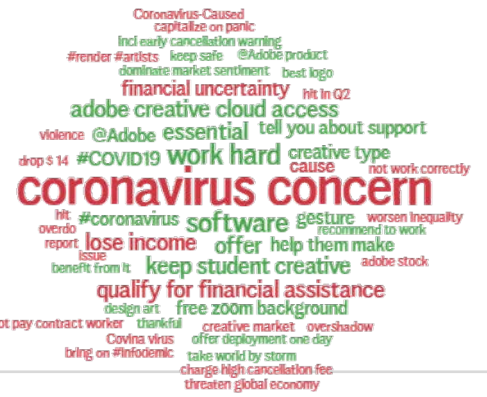 Coronavirus-Caused
capitalize on panic
incl early cancellation warning
#render #artists keep safe @Adobe product
dominate market sentiment best logo
financial uncertainty hit in Q2
adobe creative cloud access
violence @Adobe essential tell you about support
drop $ 14 #COVID19 work hard creative type
cause not work correctly
coronavirus concern
hit #coronavirus software gesture worsen inequality
overdo recommend to work
report lose income offer help them make
issue
benefit from it keep student creative adobe stock
qualify for financial assistance
design art free zoom background
ot pay contract worker thankful creative market overshadow
Covina virus offer deployment one day
bring on #infodemic take world by storm
charge high cancellation fee
threaten global economy